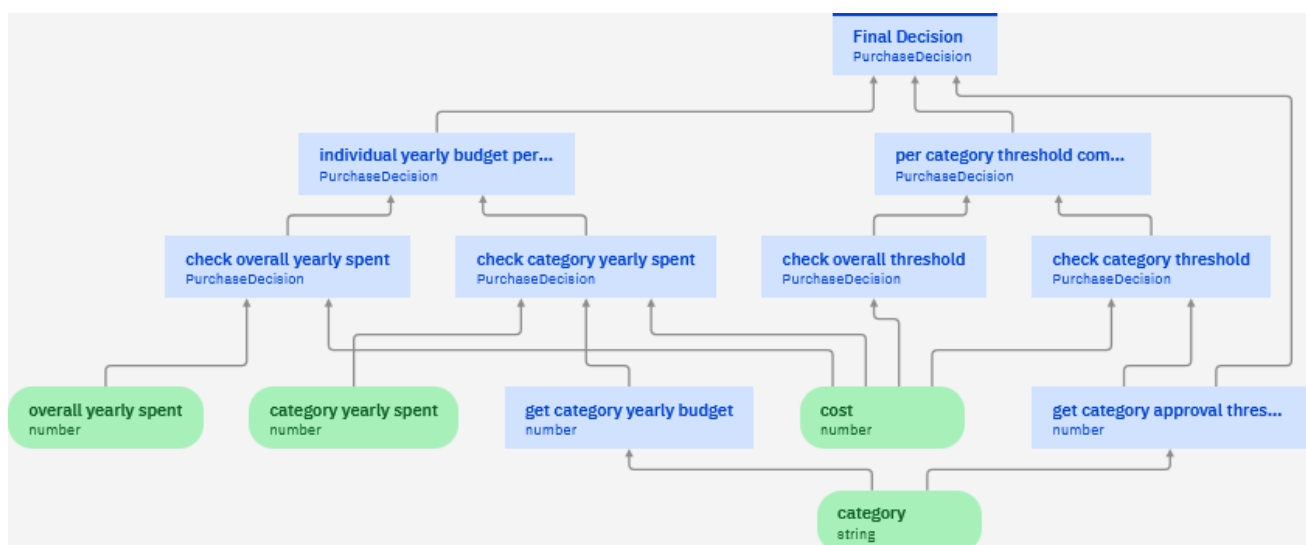 Final Decision
PurchaseDecision
individual yearly budget per...
PurchaseDecision
per category threshold com...
PurchaseDecision
check overall yearly spent
PurchaseDecision
check category yearly spent
PurchaseDecision
check overall threshold
PurchaseDecision
check category threshold
PurchaseDecision
overall yearly spent
number
category yearly spent
number
get category yearly budget
number
cost
number
get category approval thres...
number
category
string